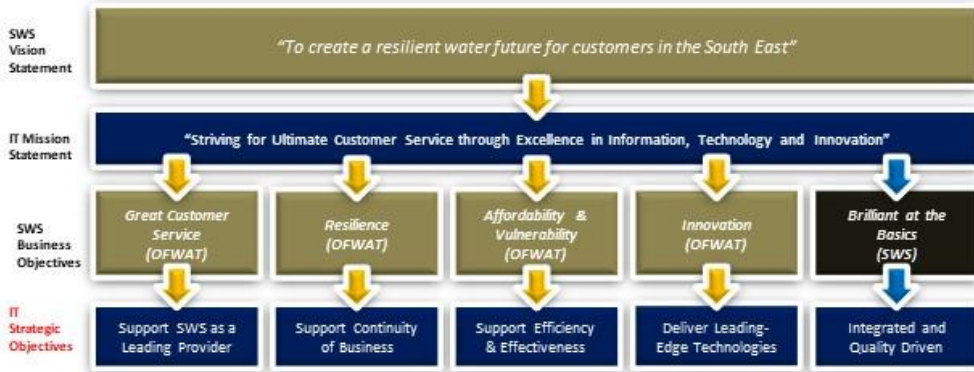 SWS
Vision
Statement
“To create a resilient water future for customers in the South East”
IT Mission
Statement
“Striving for Ultimate Customer Service through Excellence in Information, Technology and Innovation”
SWS
Business
Objectives
Great Customer
Service
(OFWAT)
Resilience
(OFWAT)
Affordability &
Vulnerability
(OFWAT)
Innovation
(OFWAT)
Brilliant at the
Basics
(SWS)
IT
Strategic
Objectives
Support SWS as a
Leading Provider
Support Continuity
of Business
Support Efficiency
& Effectiveness
Deliver Leading-
Edge Technologies
Integrated and
Quality Driven